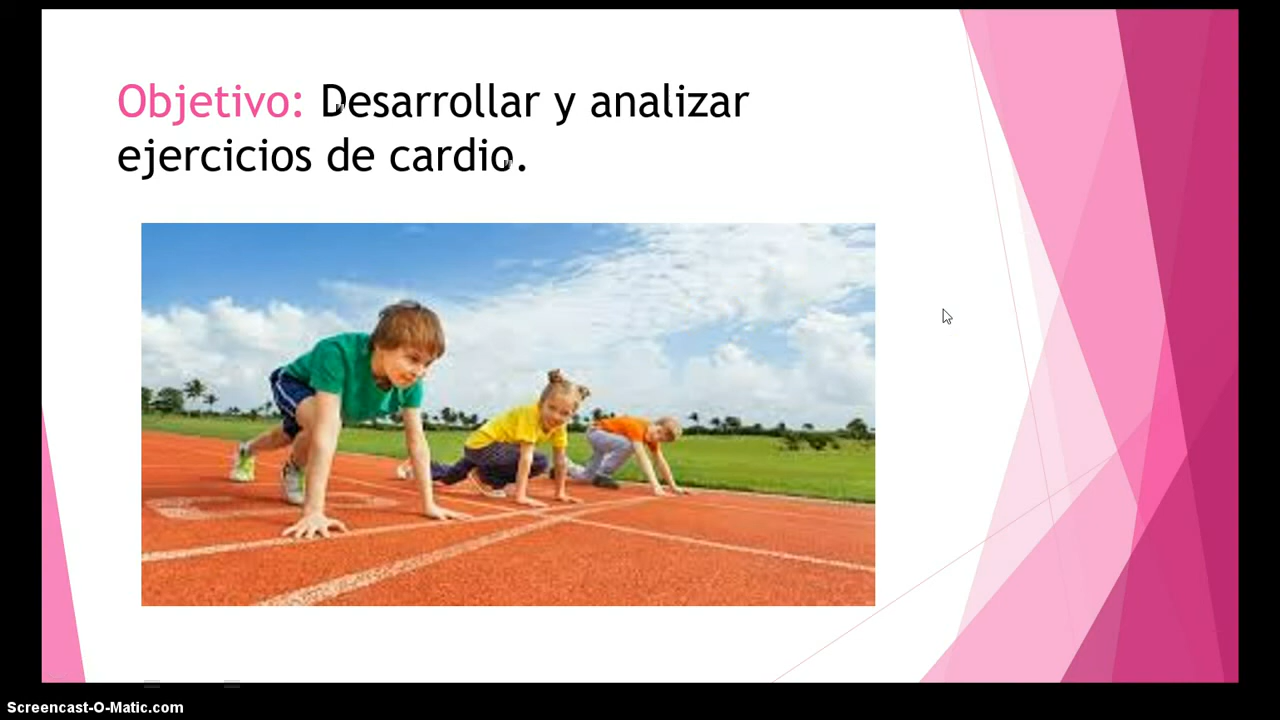 Objetivo: Desarrollar y analizar
ejercicios de cardio.
Screencast-O-Matic.com